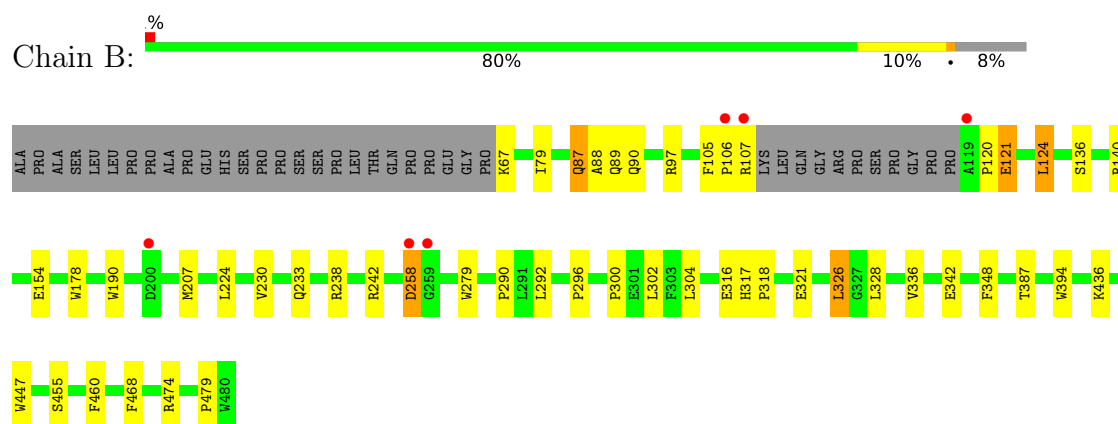 .%
Chain B:
80% 10% • 8%
ALA PRO ALA SER LEU LEU PRO PRO ALA PRO GLU HIS SER PRO PRO SER SER PRO LEU THR GLN PRO PRO GLU GLY PRO K67 I79 Q87 A88 Q89 Q90 R97 F105 P106 R107 LYS LEU GLN GLY ARG PRO SER PRO GLY PRO PRO A119 P120 E121 L124 S136
E154 W178 W190 D200 M207 L224 V230 Q233 R238 R242 D258 G259 W279 P290 L291 L292 P296 P300 E301 L302 F303 L304 E316 H317 P318 E321 L326 G327 L328 V336 E342 F348 T387 W394 K436
W447 S455 F460 F468 R474 P479 W480